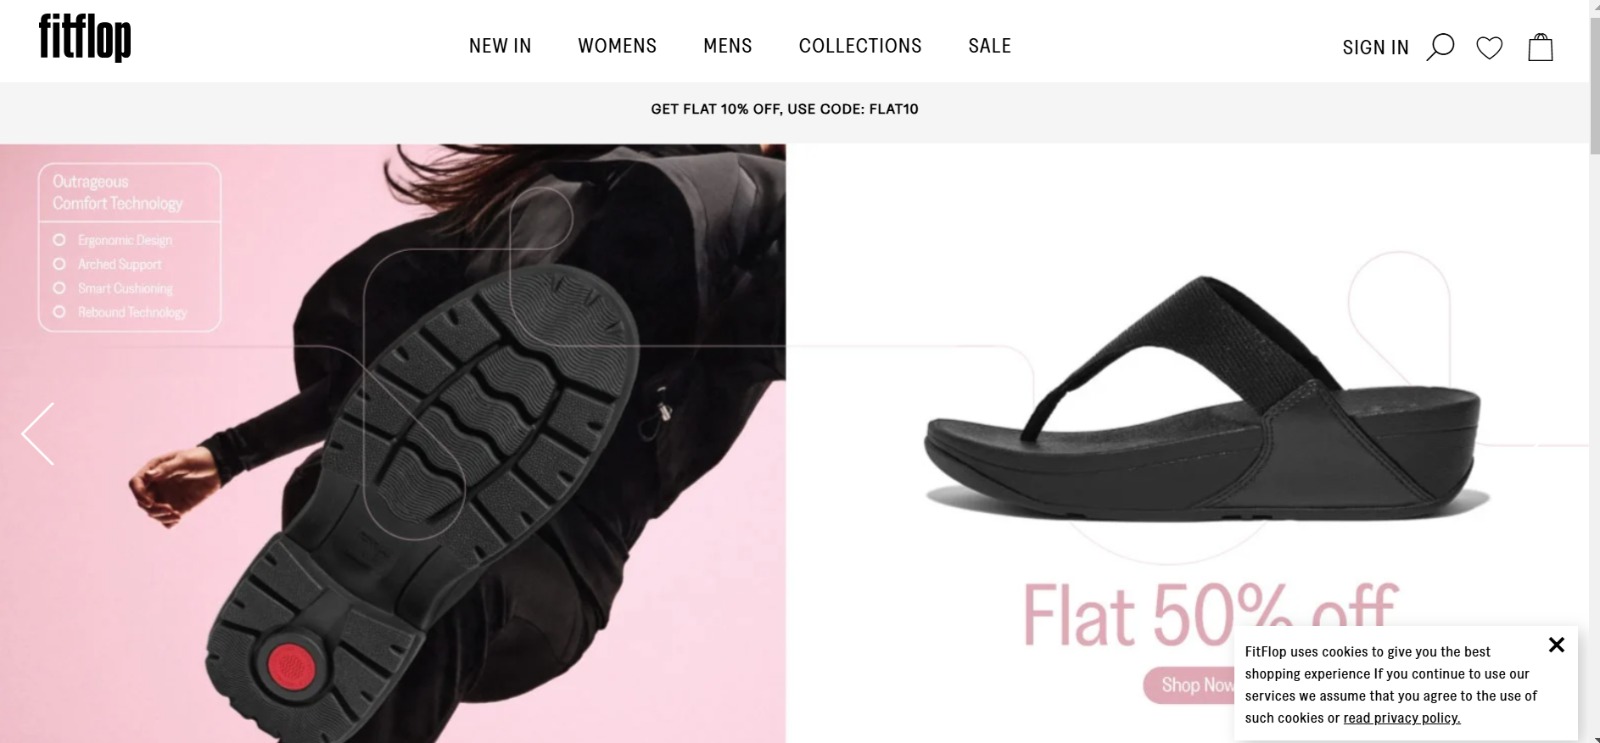 fitflop
NEW IN
WOMENS
MENS
COLLECTIONS
SALE
SIGN IN
GET FLAT 10% OFF, USE CODE: FLAT10
Outrageous
Comfort Technology
Ergonomic Design
Arched Support
Smart Cushioning
Rebound Technology
Flat 50% off
Shop Now
FitFlop uses cookies to give you the best
shopping experience If you continue to use our
services we assume that you agree to the use of
such cookies or read privacy policy.